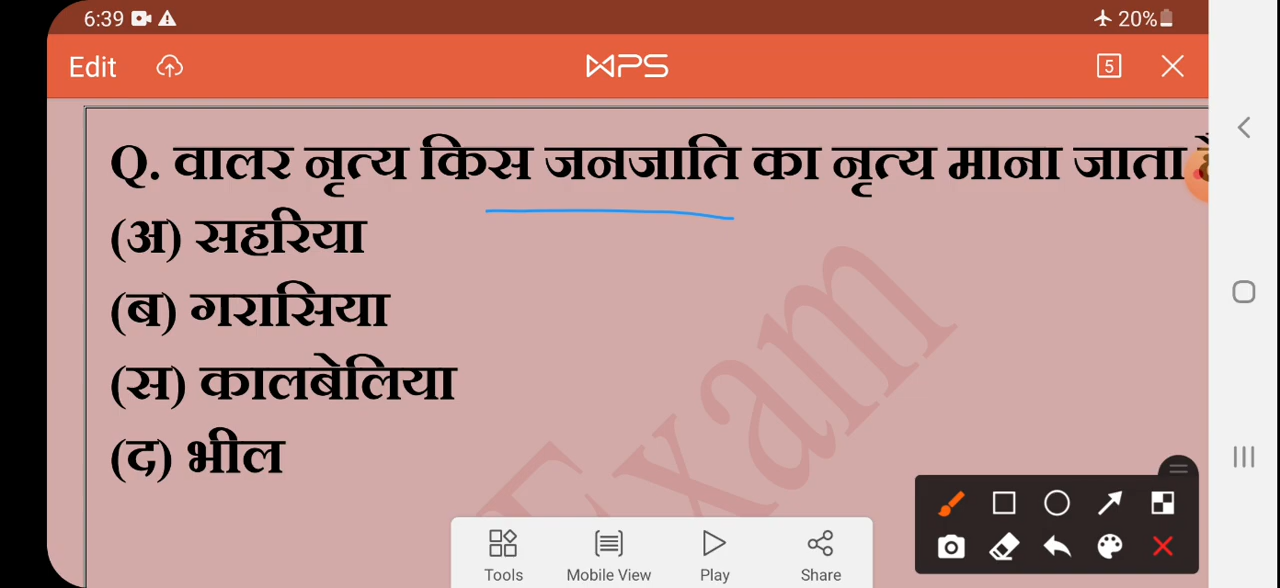 6:39 20%
Edit WPS 5
Q. वालर नृत्य किस जनजाति का नृत्य माना जाता
(अ) सहरिया
(ब) गरासिया
(स) कालबेलिया
(द) भील
Exam
Tools Mobile View Play Share